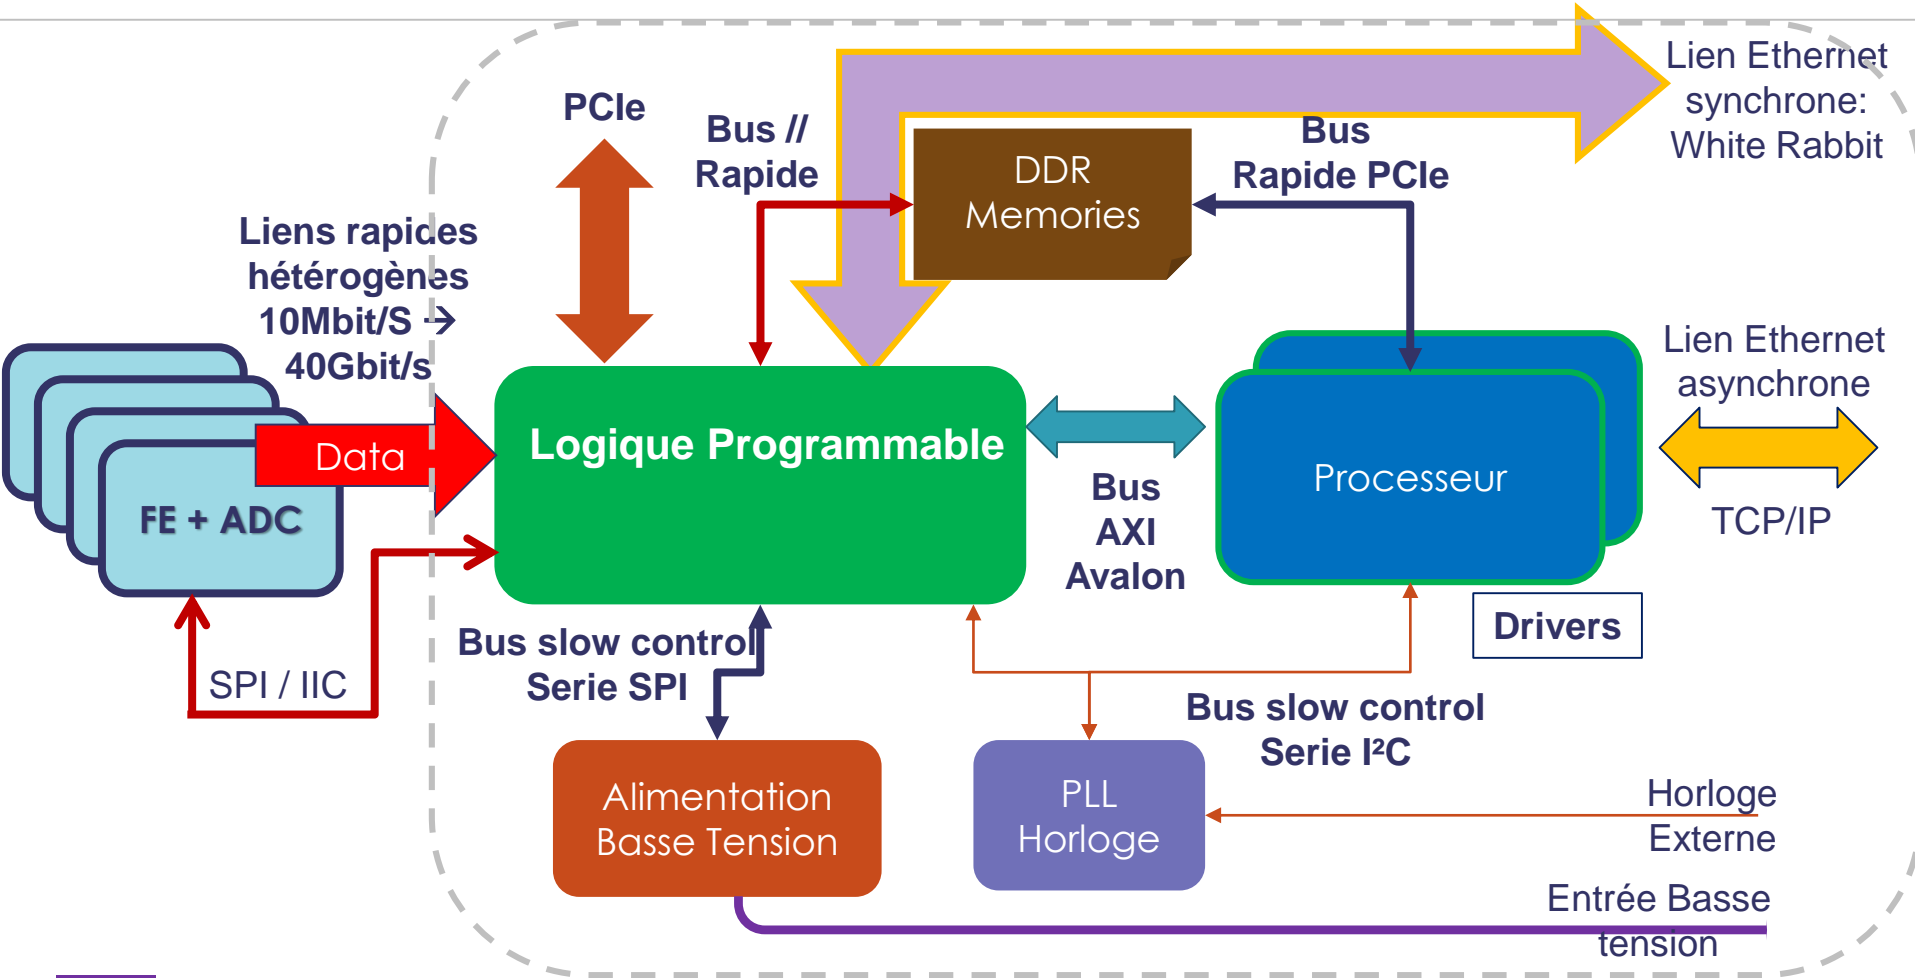 Lien Ethernet
synchrone:
White Rabbit
PCIe
Bus //
Rapide
Bus
Rapide PCIe
DDR
Memories
Liens rapides
hétérogènes
10Mbit/S →
40Gbit/s
Lien Ethernet
asynchrone
TCP/IP
Data
FE + ADC
Logique Programmable
Bus
AXI
Avalon
Processeur
Drivers
SPI / IIC
Bus slow control
Serie SPI
Bus slow control
Serie I²C
Alimentation
Basse Tension
PLL
Horloge
Horloge
Externe
Entrée Basse
tension